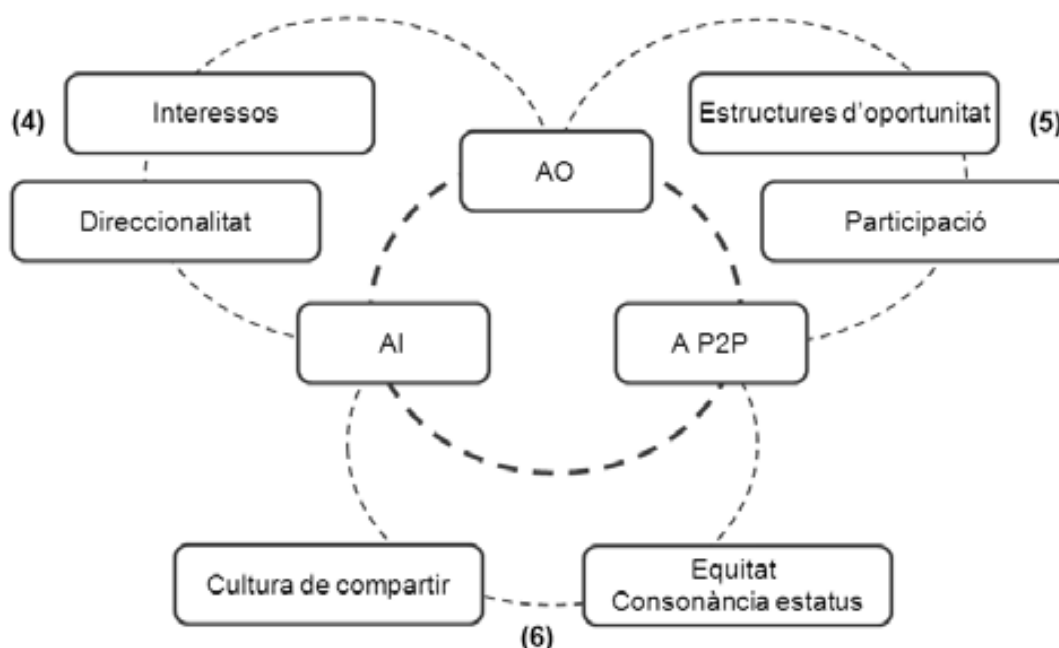 Interessos
Estructures d’oportunitat
(4)
(5)
AO
Direccionalitat
Participació
AI
A P2P
Cultura de compartir
Equitat
Consonància estatus
(6)